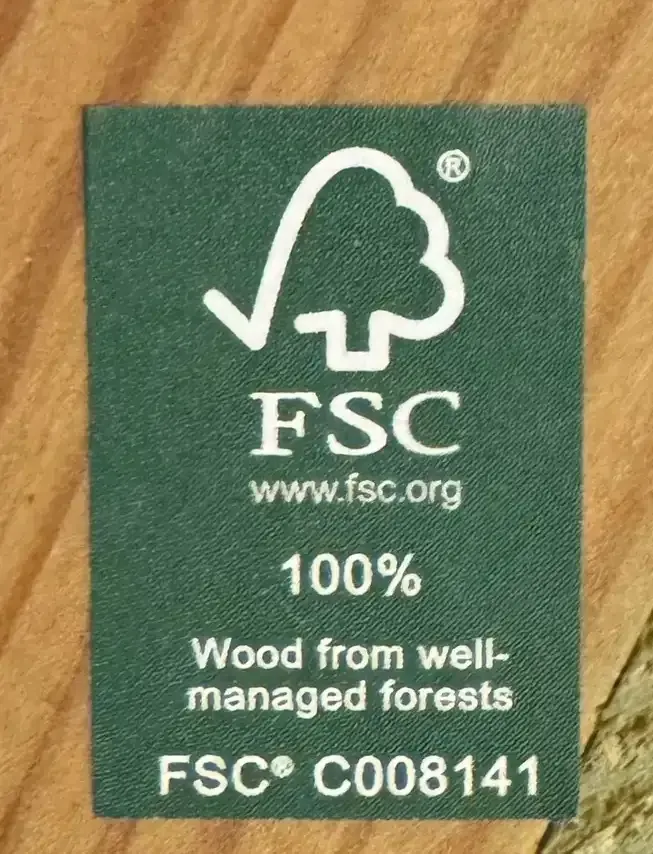 ®
FSC
www.fsc.org
100%
Wood from well-
managed forests
FSC® C008141